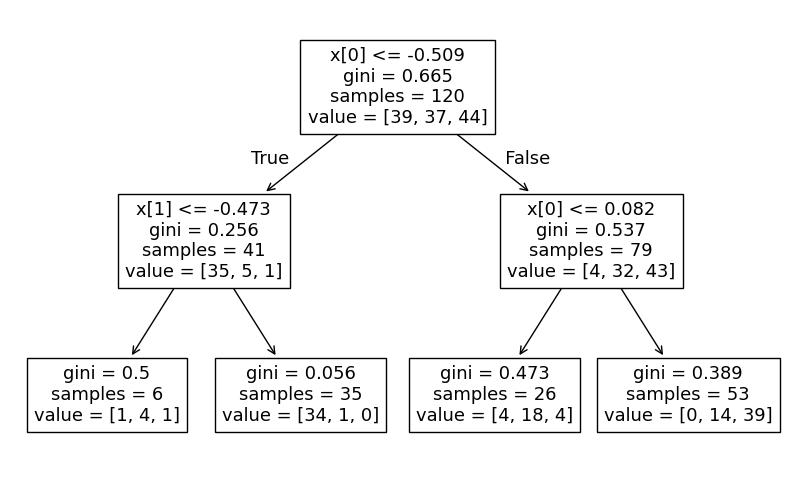 x[0] <= -0.509
gini = 0.665
samples = 120
value = [39, 37, 44]
True
False
x[1] <= -0.473
gini = 0.256
samples = 41
value = [35, 5, 1]
x[0] <= 0.082
gini = 0.537
samples = 79
value = [4, 32, 43]
gini = 0.5
samples = 6
value = [1, 4, 1]
gini = 0.056
samples = 35
value = [34, 1, 0]
gini = 0.473
samples = 26
value = [4, 18, 4]
gini = 0.389
samples = 53
value = [0, 14, 39]